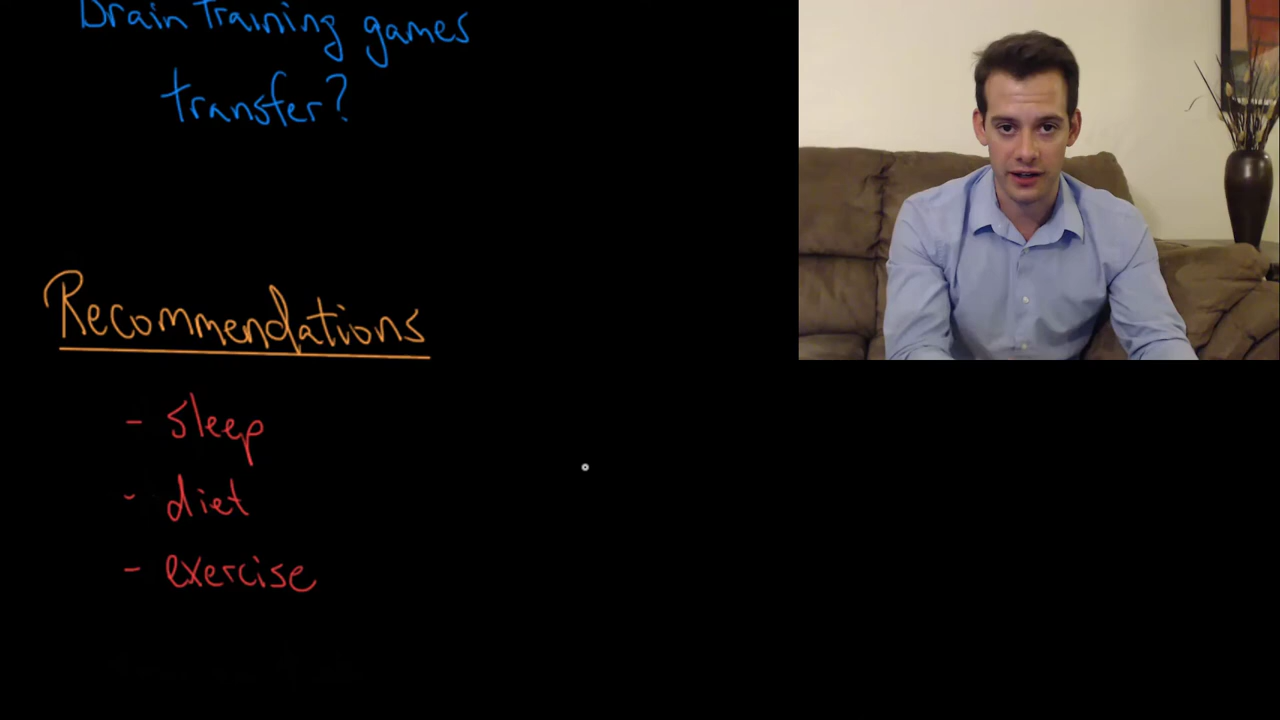 Brain Training games
transfer?
Recommendations
- sleep
- diet
- exercise